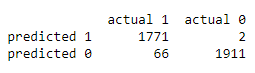 actual 1 actual 0
predicted 1 1771 2
predicted 0 66 1911